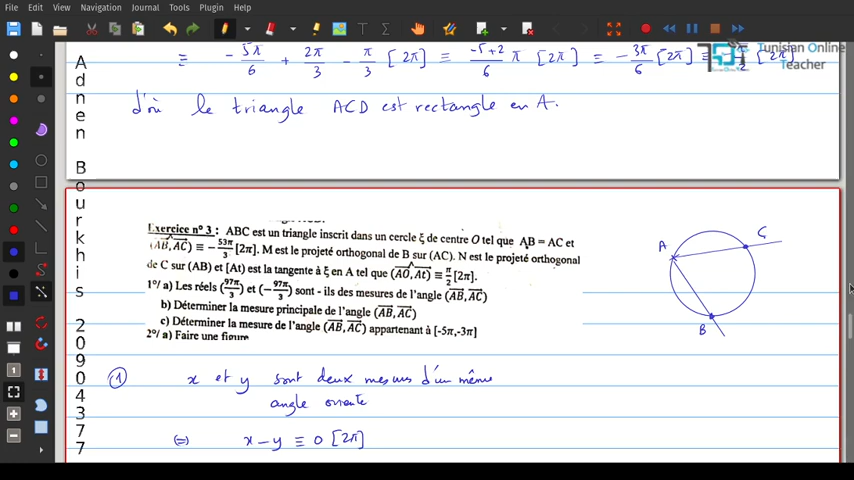 File Edit View Journal Tools Plugin Help
≡ - 5π/6 + 2π/3 - π/3 [2π] ≡ -5+2/6 π [2π] ≡ - 3π/6 [2π] ≡ [2π]
Tunisian Online
Teacher
d'où le triangle ACD est rectangle en A.
Adnen Bourkhis 20904377
Exercice n° 3 : ABC est un triangle inscrit dans un cercle ξ de centre O tel que AB = AC et
(AB, AC) ≡ - 53π/3 [2π]. M est le projeté orthogonal de B sur (AC). N est le projeté orthogonal
de C sur (AB) et [At) est la tangente à ξ en A tel que (AO, At) ≡ π/2 [2π].
1°/ a) Les réels (97π/3) et (-97π/3) sont - ils des mesures de l'angle (AB, AC)
b) Déterminer la mesure principale de l'angle (AB, AC)
c) Déterminer la mesure de l'angle (AB, AC) appartenant à [-5π,-3π]
2°/ a) Faire une figure
A
C
B
1 x et y sont deux mesures d'un même
angle orienté
⇔ x - y ≡ 0 [2π]